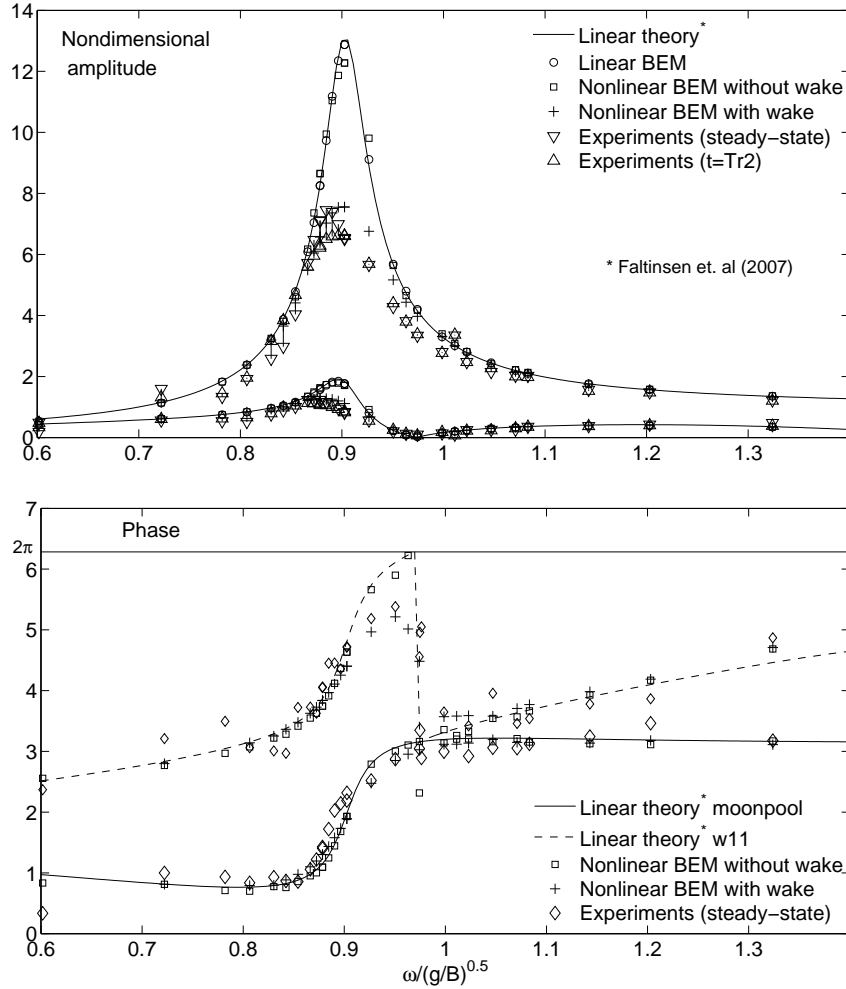 14
12
10
8
6
4
2
0
0.6 0.7 0.8 0.9 1 1.1 1.2 1.3
Nondimensional
amplitude
Linear theory*
Linear BEM
Nonlinear BEM without wake
Nonlinear BEM with wake
Experiments (steady−state)
Experiments (t=Tr2)
* Faltinsen et. al (2007)
7
2π
6
5
4
3
2
1
0
0.6 0.7 0.8 0.9 1 1.1 1.2 1.3
Phase
Linear theory* moonpool
Linear theory* w11
Nonlinear BEM without wake
Nonlinear BEM with wake
Experiments (steady−state)
ω/(g/B)^0.5